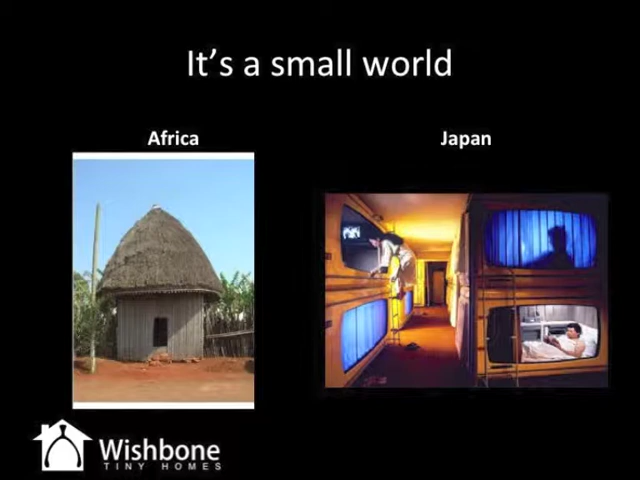 It's a small world
Africa
Japan
Wishbone
TINY HOMES